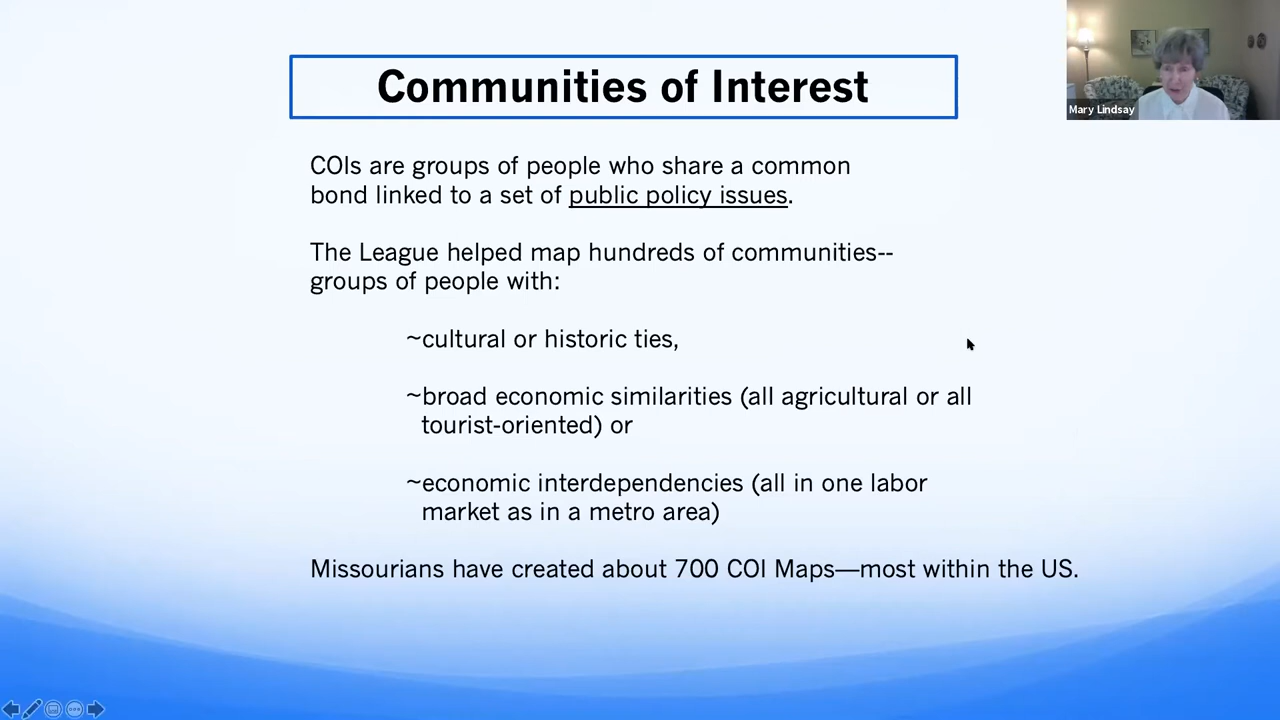 Communities of Interest
Mary Lindsay
COIs are groups of people who share a common
bond linked to a set of public policy issues.
The League helped map hundreds of communities--
groups of people with:
~cultural or historic ties,
~broad economic similarities (all agricultural or all
tourist-oriented) or
~economic interdependencies (all in one labor
market as in a metro area)
Missourians have created about 700 COI Maps—most within the US.